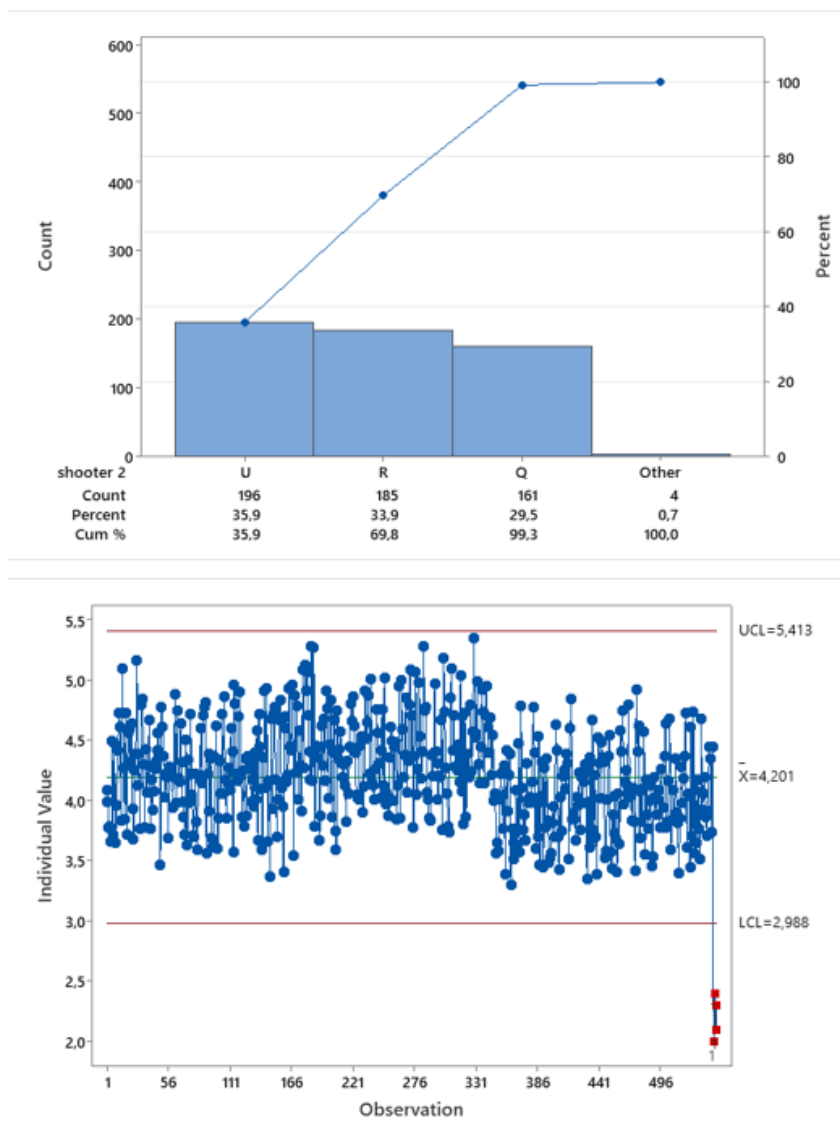 600
500
400
300
200
100
0
Count
100
80
60
40
20
0
Percent
shooter 2 U R Q Other
Count 196 185 161 4
Percent 35,9 33,9 29,5 0,7
Cum % 35,9 69,8 99,3 100,0
5,5
5,0
4,5
4,0
3,5
3,0
2,5
2,0
Individual Value
UCL=5,413
X̄=4,201
LCL=2,988
1
1 56 111 166 221 276 331 386 441 496
Observation